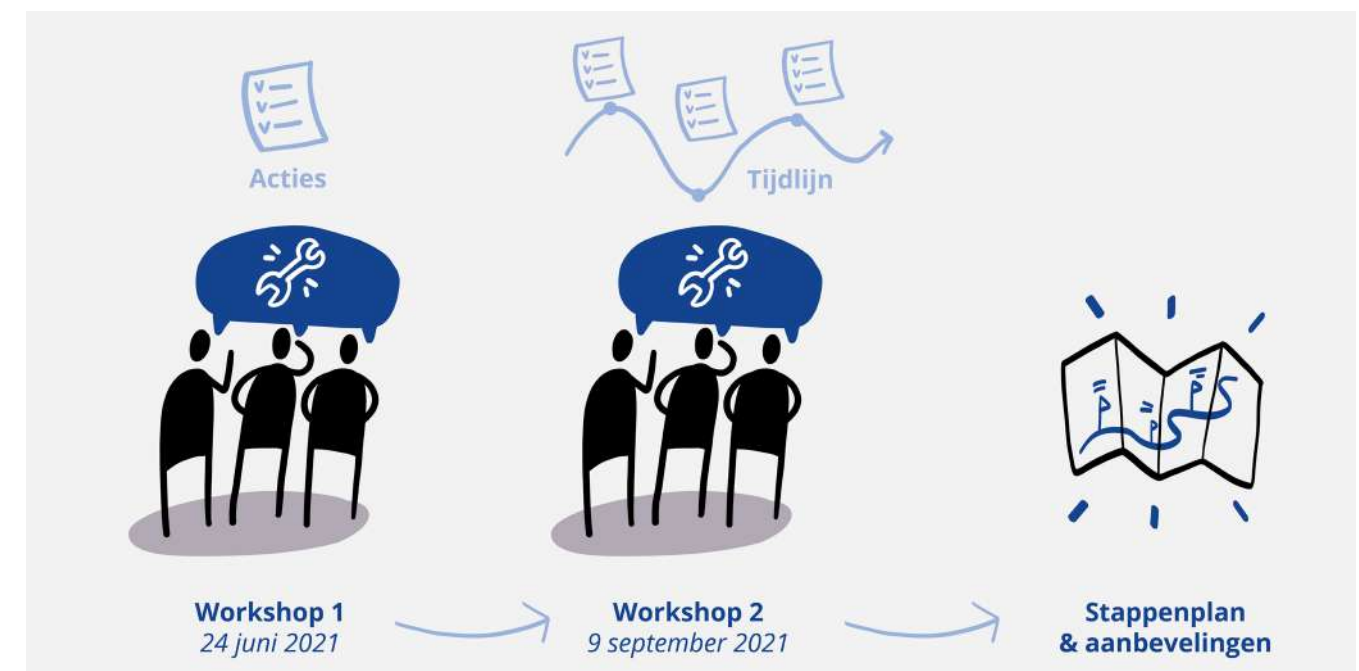 Acties
Tijdlijn
Workshop 1
24 juni 2021
Workshop 2
9 september 2021
Stappenplan
& aanbevelingen